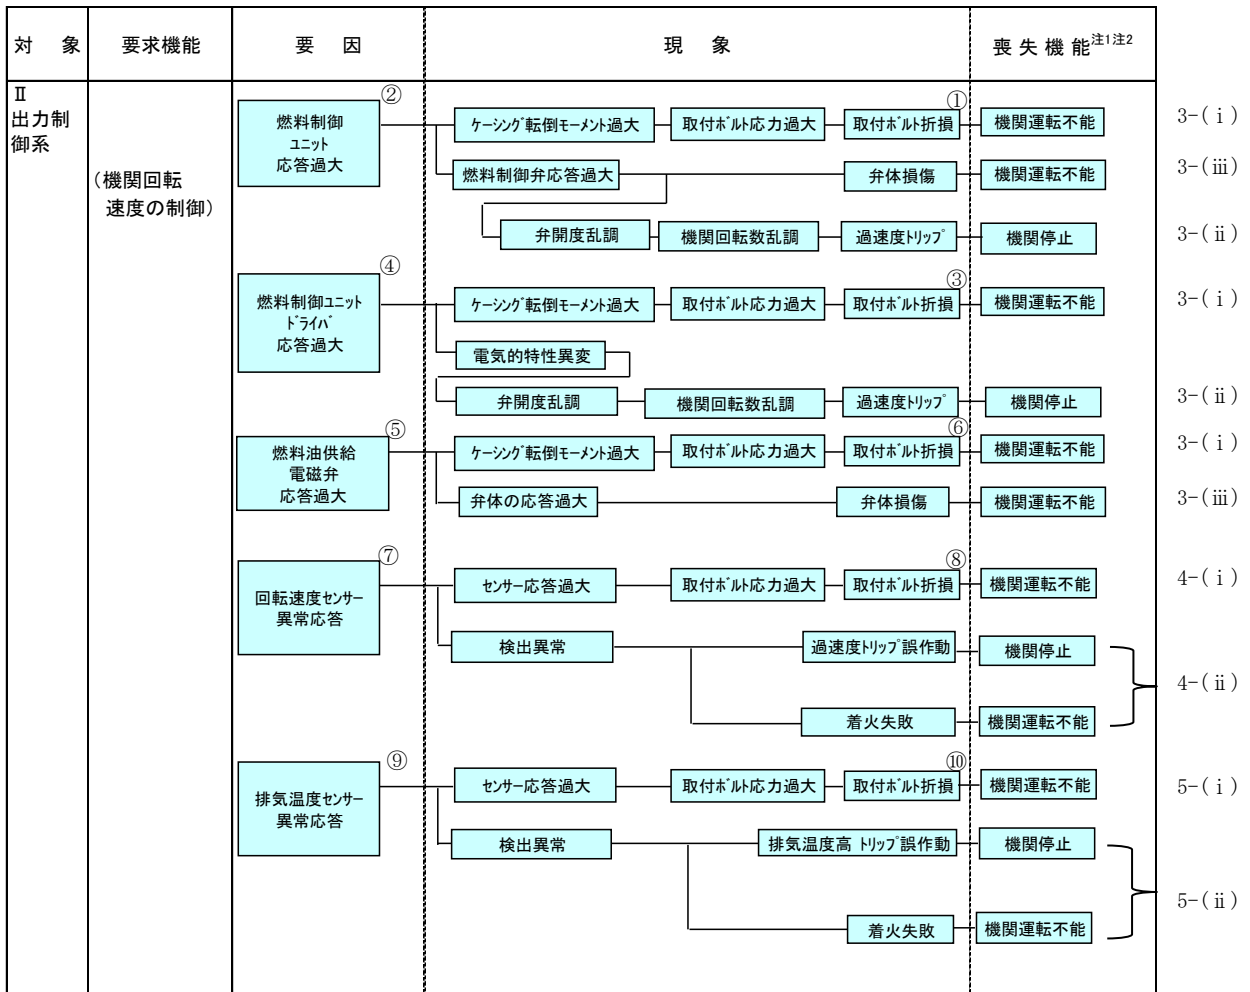 対　象　要求機能　要　因　現　象　喪失機能注1注2
Ⅱ
出力制
御系
(機関回転
速度の制御)
②
燃料制御
ユニット
応答過大
ｹｰｼﾝｸﾞ転倒ﾓｰﾒﾝﾄ過大　取付ﾎﾞﾙﾄ応力過大　①　取付ﾎﾞﾙﾄ折損　機関運転不能　3-(ⅰ)
燃料制御弁応答過大　弁体損傷　機関運転不能　3-(ⅲ)
弁開度乱調　機関回転数乱調　過速度ﾄﾘｯﾌﾟ　機関停止　3-(ⅱ)
④
燃料制御ﾕﾆｯﾄ
ﾄﾞﾗｲﾊﾞ
応答過大
ｹｰｼﾝｸﾞ転倒ﾓｰﾒﾝﾄ過大　取付ﾎﾞﾙﾄ応力過大　③　取付ﾎﾞﾙﾄ折損　機関運転不能　3-(ⅰ)
電気的特性異変
弁開度乱調　機関回転数乱調　過速度ﾄﾘｯﾌﾟ　機関停止　3-(ⅱ)
⑤
燃料油供給
電磁弁
応答過大
ｹｰｼﾝｸﾞ転倒ﾓｰﾒﾝﾄ過大　取付ﾎﾞﾙﾄ応力過大　⑥　取付ﾎﾞﾙﾄ折損　機関運転不能　3-(ⅰ)
弁体の応答過大　弁体損傷　機関運転不能　3-(ⅲ)
⑦
回転速度ｾﾝｻｰ
異常応答
ｾﾝｻｰ応答過大　取付ﾎﾞﾙﾄ応力過大　⑧　取付ﾎﾞﾙﾄ折損　機関運転不能　4-(ⅰ)
検出異常　過速度ﾄﾘｯﾌﾟ誤作動　機関停止
4-(ⅱ)
着火失敗　機関運転不能
⑨
排気温度ｾﾝｻｰ
異常応答
ｾﾝｻｰ応答過大　取付ﾎﾞﾙﾄ応力過大　⑩　取付ﾎﾞﾙﾄ折損　機関運転不能　5-(ⅰ)
検出異常　排気温度高 ﾄﾘｯﾌﾟ誤作動　機関停止
5-(ⅱ)
着火失敗　機関運転不能